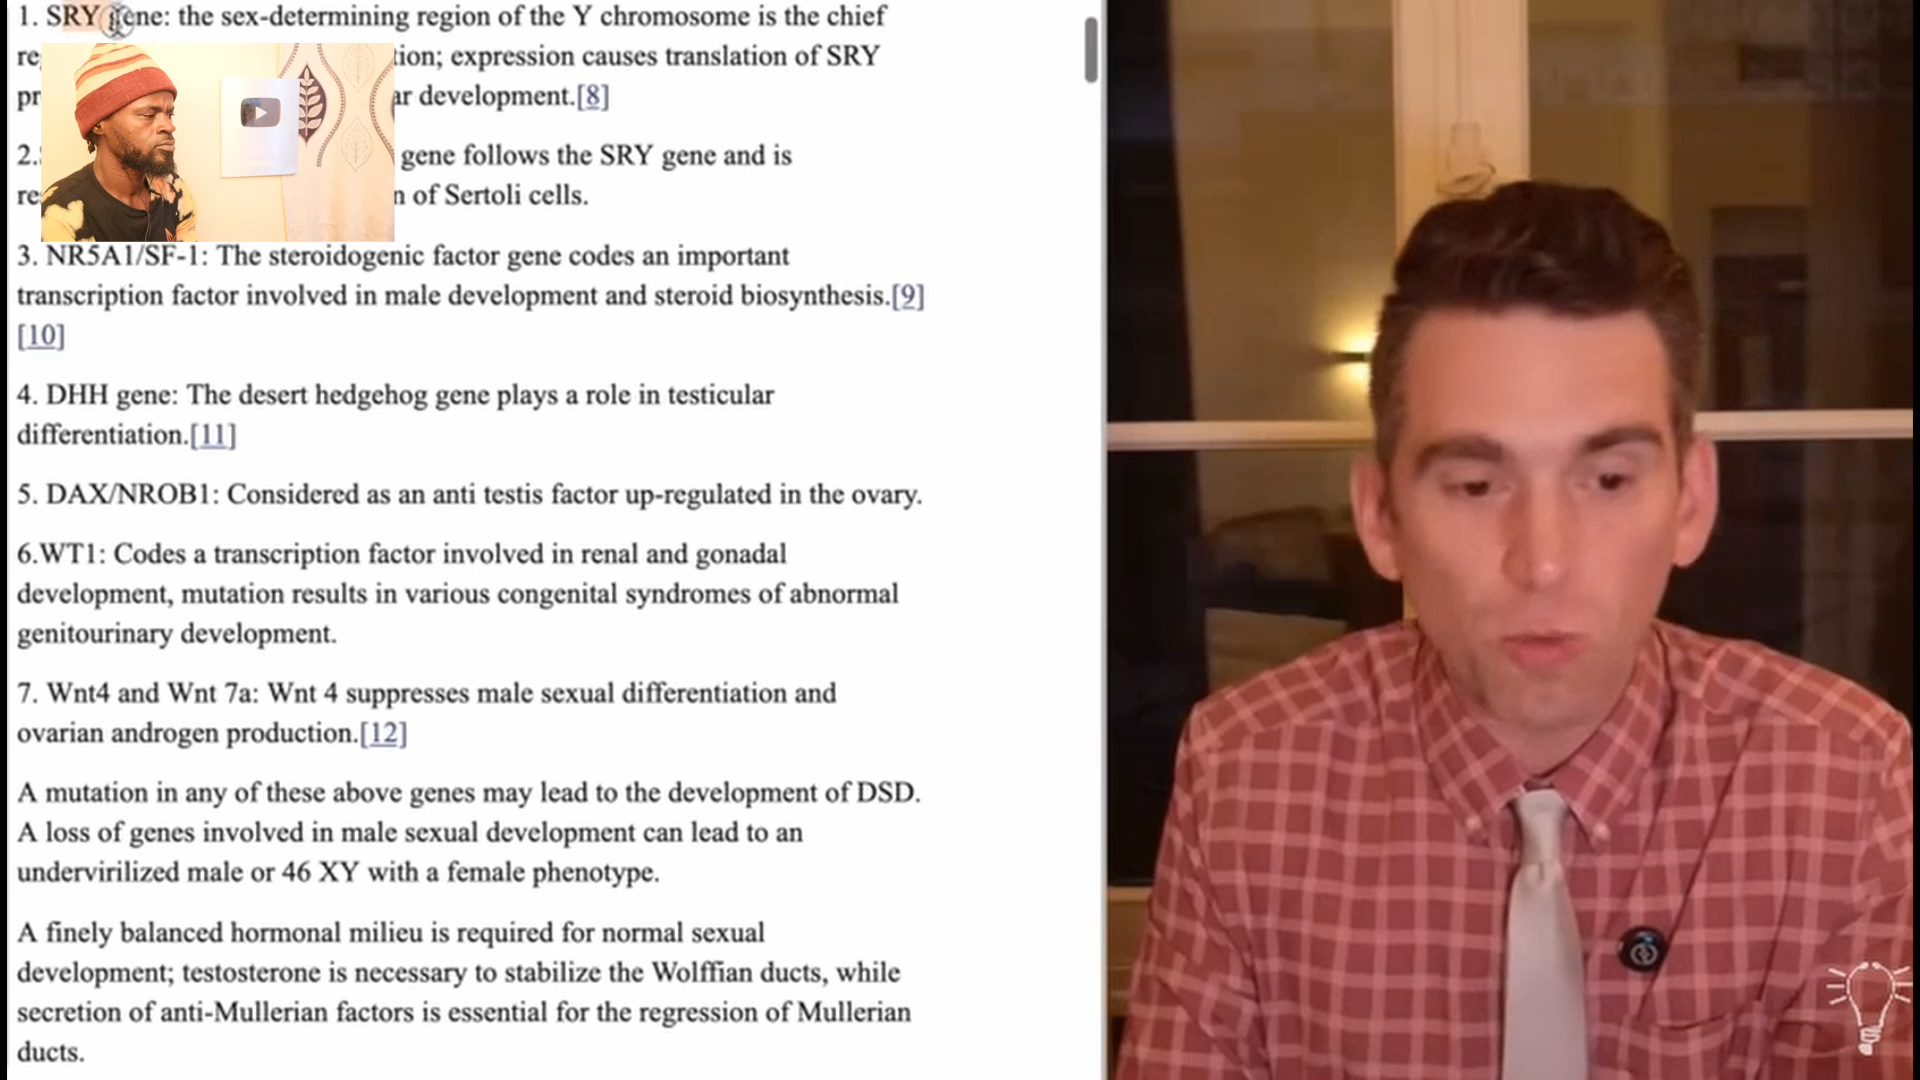 1. SRY gene: the sex-determining region of the Y chromosome is the chief
re tion; expression causes translation of SRY
pr ar development.[8]
2. gene follows the SRY gene and is
re n of Sertoli cells.
3. NR5A1/SF-1: The steroidogenic factor gene codes an important
transcription factor involved in male development and steroid biosynthesis.[9]
[10]
4. DHH gene: The desert hedgehog gene plays a role in testicular
differentiation.[11]
5. DAX/NROB1: Considered as an anti testis factor up-regulated in the ovary.
6.WT1: Codes a transcription factor involved in renal and gonadal
development, mutation results in various congenital syndromes of abnormal
genitourinary development.
7. Wnt4 and Wnt 7a: Wnt 4 suppresses male sexual differentiation and
ovarian androgen production.[12]
A mutation in any of these above genes may lead to the development of DSD.
A loss of genes involved in male sexual development can lead to an
undervirilized male or 46 XY with a female phenotype.
A finely balanced hormonal milieu is required for normal sexual
development; testosterone is necessary to stabilize the Wolffian ducts, while
secretion of anti-Mullerian factors is essential for the regression of Mullerian
ducts.